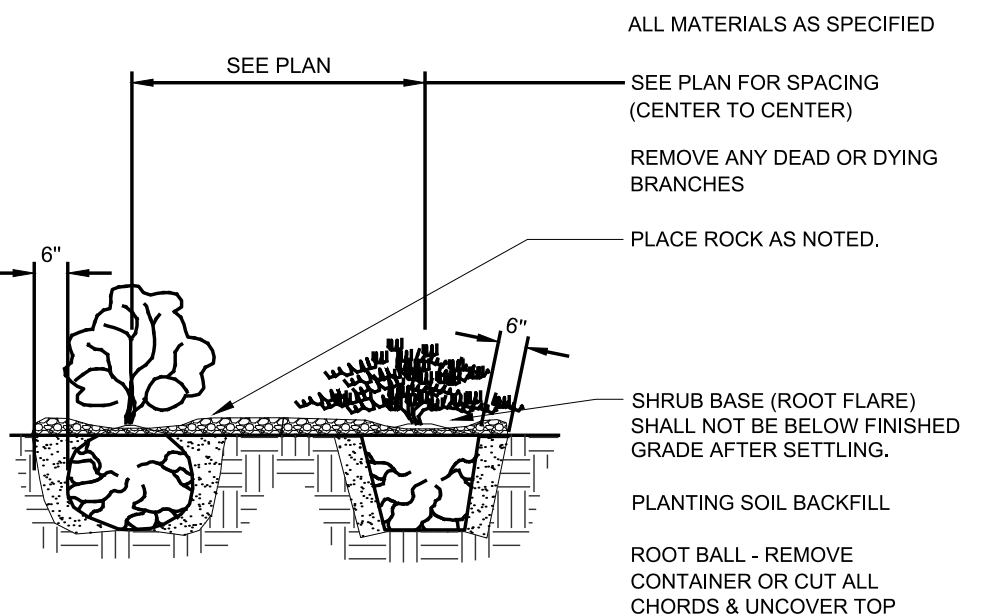 ALL MATERIALS AS SPECIFIED
SEE PLAN
SEE PLAN FOR SPACING
(CENTER TO CENTER)
REMOVE ANY DEAD OR DYING
BRANCHES
PLACE ROCK AS NOTED.
6"
6"
SHRUB BASE (ROOT FLARE)
SHALL NOT BE BELOW FINISHED
GRADE AFTER SETTLING.
PLANTING SOIL BACKFILL
ROOT BALL - REMOVE
CONTAINER OR CUT ALL
CHORDS & UNCOVER TOP